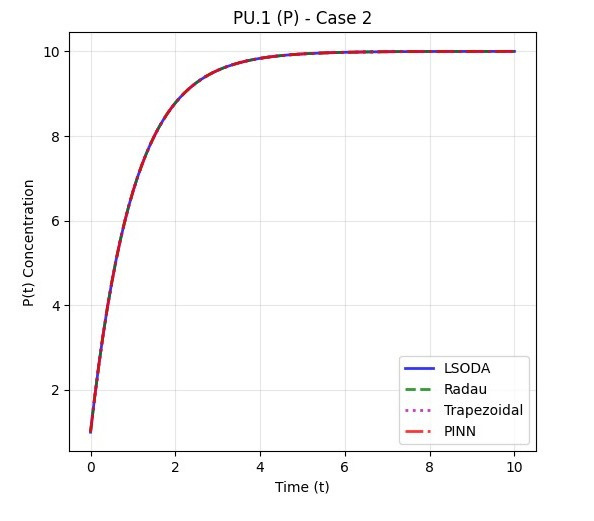 PU.1 (P) - Case 2
P(t) Concentration
10
8
6
4
2
0 2 4 6 8 10
Time (t)
LSODA
Radau
Trapezoidal
PINN